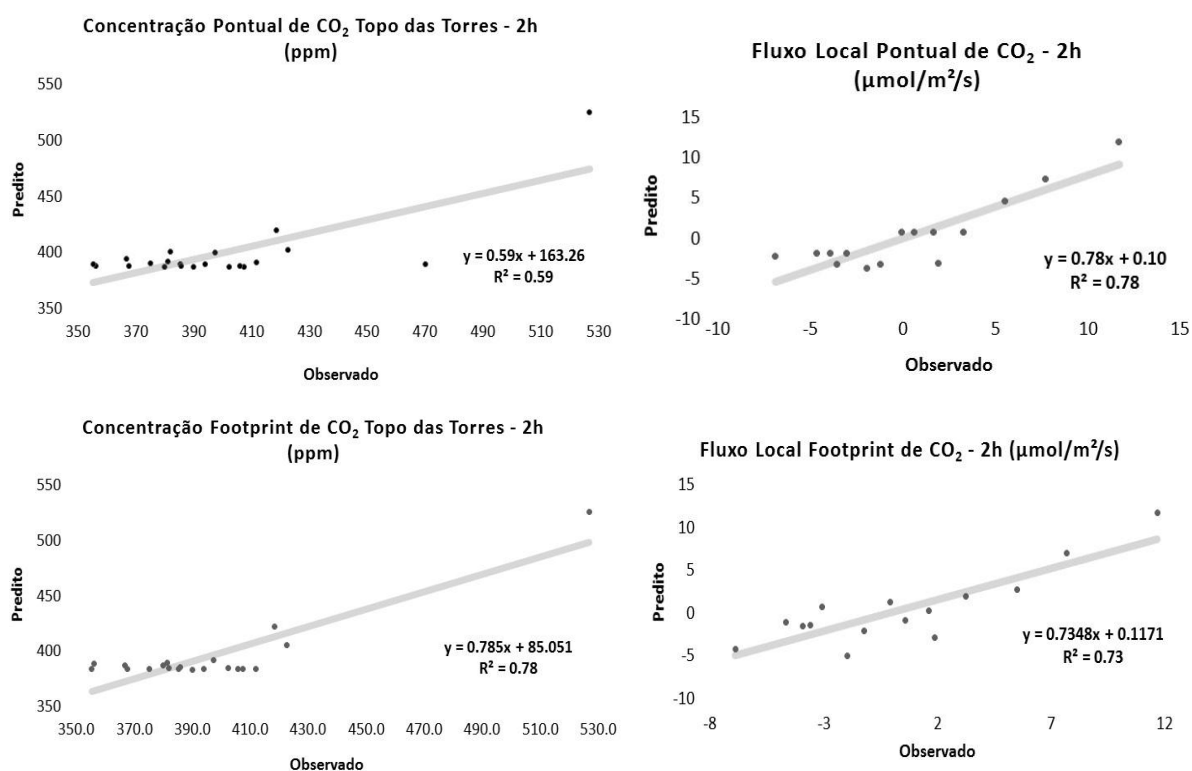 Concentração Pontual de CO₂ Topo das Torres - 2h
(ppm)
550
500
450
400
350
Predito
y = 0.59x + 163.26
R² = 0.59
350 370 390 410 430 450 470 490 510 530
Observado
Fluxo Local Pontual de CO₂ - 2h
(µmol/m²/s)
15
10
5
0
-5
-10
Predito
y = 0.78x + 0.10
R² = 0.78
-10 -5 0 5 10 15
Observado
Concentração Footprint de CO₂ Topo das Torres - 2h
(ppm)
550
500
450
400
350
Predito
y = 0.785x + 85.051
R² = 0.78
350.0 370.0 390.0 410.0 430.0 450.0 470.0 490.0 510.0 530.0
Observado
Fluxo Local Footprint de CO₂ - 2h (µmol/m²/s)
15
10
5
0
-5
-10
Predito
y = 0.7348x + 0.1171
R² = 0.73
-8 -3 2 7 12
Observado